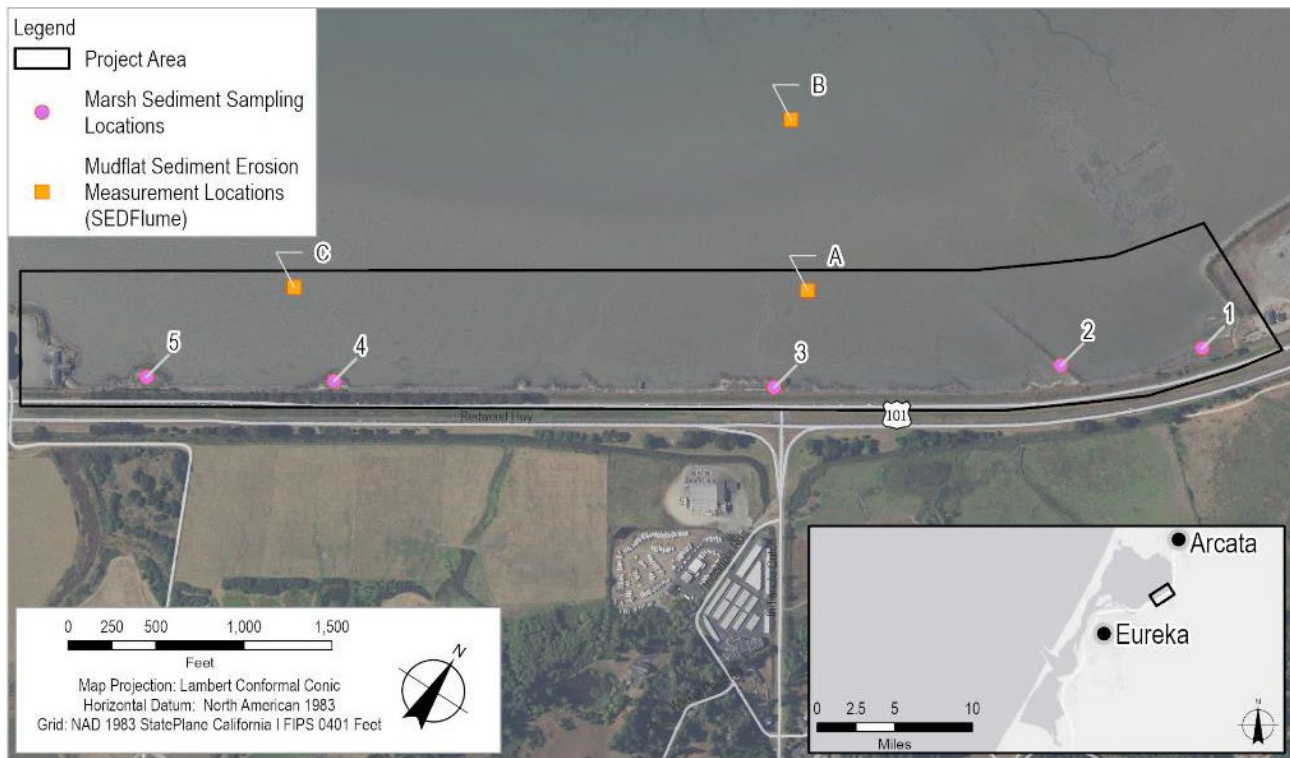 Legend
Project Area
Marsh Sediment Sampling
Locations
Mudflat Sediment Erosion
Measurement Locations
(SEDFlume)
B
C
A
1
2
3
4
5
Redwood Hwy
101
0 250 500 1,000 1,500
Feet
Map Projection: Lambert Conformal Conic
Horizontal Datum: North American 1983
Grid: NAD 1983 StatePlane California I FIPS 0401 Feet
N
Arcata
Eureka
0 2.5 5 10
Miles
N